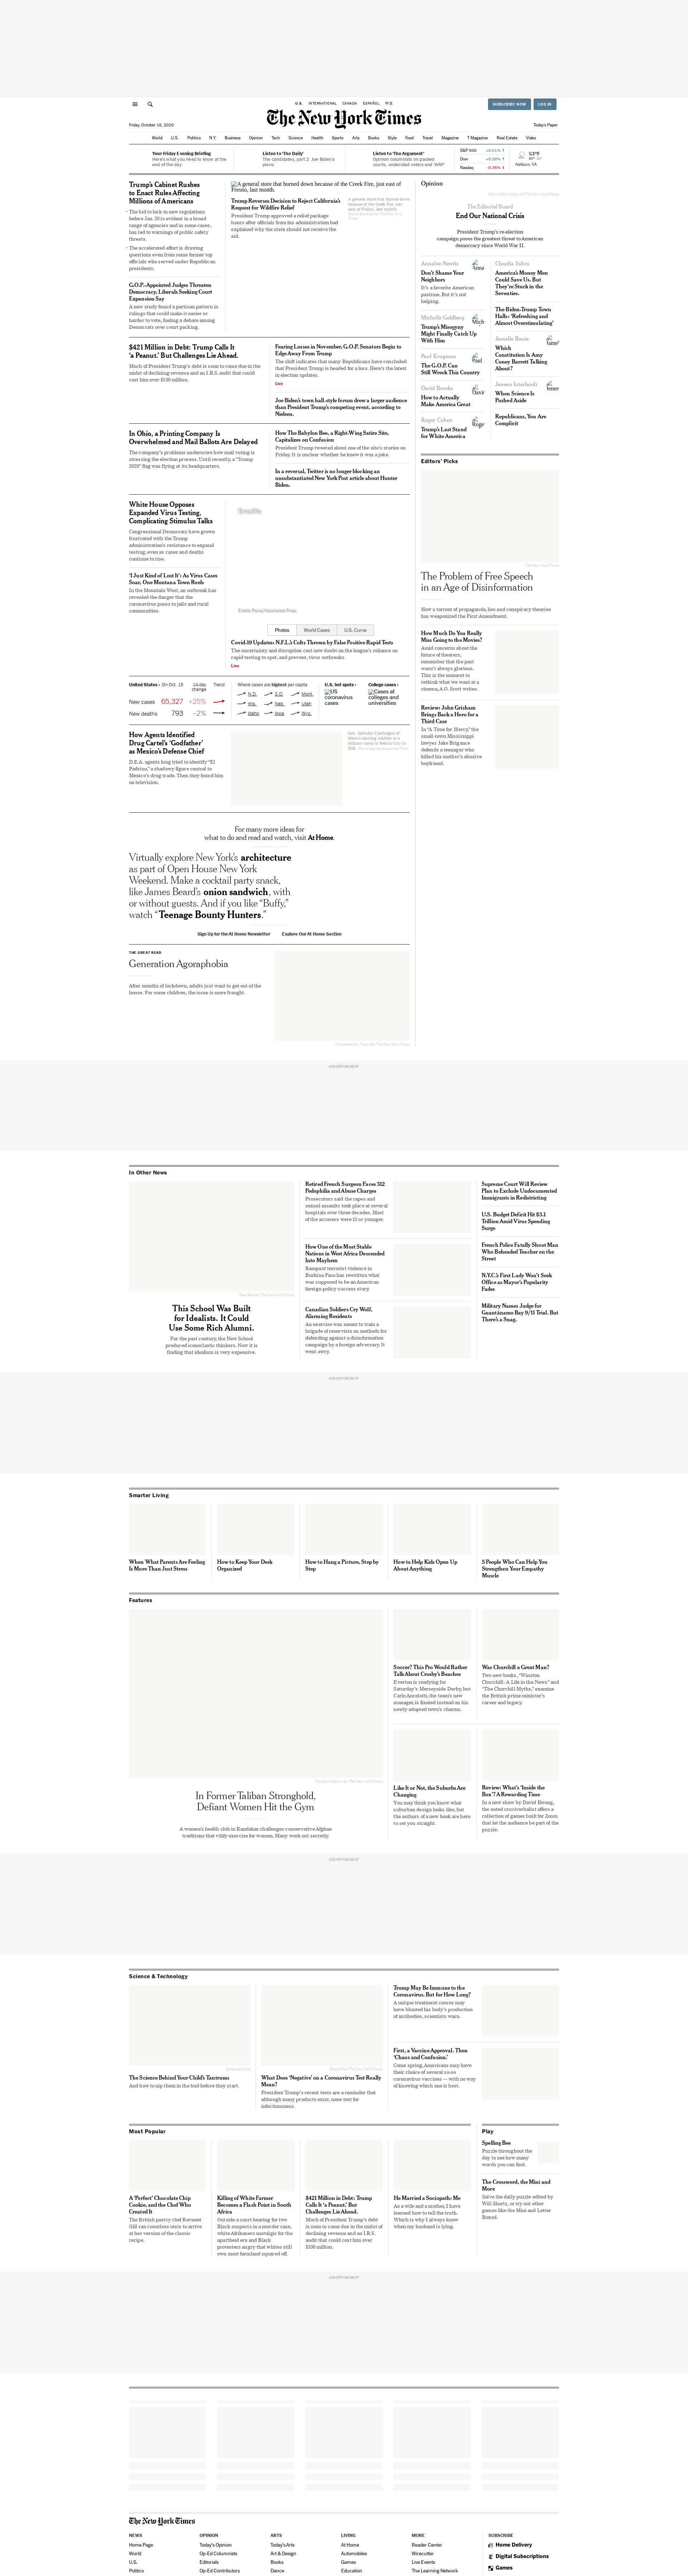 U.S.
INTERNATIONAL
CANADA
ESPAÑOL
中文
SUBSCRIBE NOW
LOG IN
The New York Times
Friday, October 16, 2020
Today's Paper
World
U.S.
Politics
N.Y.
Business
Opinion
Tech
Science
Health
Sports
Arts
Books
Style
Food
Travel
Magazine
T Magazine
Real Estate
Video
Your Friday Evening Briefing
Here's what you need to know at the
end of the day.
Listen to 'The Daily'
The candidates, part 2: Joe Biden's
plans.
Listen to 'The Argument'
Opinion columnists on packed
courts, undecided voters and "WAP."
S&P 500 +0.01% ↑
Dow +0.39% ↑
Nasdaq -0.36% ↓
53°F
Ashburn, VA
Trump's Cabinet Rushes
to Enact Rules Affecting
Millions of Americans
• The bid to lock in new regulations
before Jan. 20 is evident in a broad
range of agencies and in some cases,
has led to warnings of public safety
threats.
• The accelerated effort is drawing
questions even from some former top
officials who served under Republican
presidents.
G.O.P.-Appointed Judges Threaten
Democracy, Liberals Seeking Court
Expansion Say
A new study found a partisan pattern in
rulings that could make it easier or
harder to vote, fueling a debate among
Democrats over court packing.
A general store that burned down because of the Creek Fire, just east of
Fresno, last month.
Trump Reverses Decision to Reject California's
Request for Wildfire Relief
President Trump approved a relief package
hours after officials from his administration had
explained why the state should not receive the
aid.
A general store that burned down
because of the Creek Fire, just
east of Fresno, last month.
$421 Million in Debt: Trump Calls It
'a Peanut,' But Challenges Lie Ahead.
Much of President Trump's debt is soon to come due in the
midst of declining revenue and an I.R.S. audit that could
cost him over $100 million.
Fearing Losses in November, G.O.P. Senators Begin to
Edge Away From Trump
The shift indicates that many Republicans have concluded
that President Trump is headed for a loss. Here's the latest
in election updates.
Live
Joe Biden's town hall-style forum drew a larger audience
than President Trump's competing event, according to
Nielsen.
In Ohio, a Printing Company Is
Overwhelmed and Mail Ballots Are Delayed
The company's problems underscore how mail voting is
stressing the election process. Until recently, a "Trump
2020" flag was flying at its headquarters.
How The Babylon Bee, a Right-Wing Satire Site,
Capitalizes on Confusion
President Trump tweeted about one of the site's stories on
Friday. It is unclear whether he knew it was a joke.
In a reversal, Twitter is no longer blocking an
unsubstantiated New York Post article about Hunter
Biden.
White House Opposes
Expanded Virus Testing,
Complicating Stimulus Talks
Congressional Democrats have grown
frustrated with the Trump
administration's resistance to expand
testing, even as cases and deaths
continue to rise.
'I Just Kind of Lost It': As Virus Cases
Soar, One Montana Town Reels
In the Mountain West, an outbreak has
revealed the danger that the
coronavirus poses to jails and rural
communities.
Brasília.
Eraldo Peres/Associated Press
Photos
World Cases
U.S. Curve
Covid-19 Updates: N.F.L.'s Colts Thrown by False Positive Rapid Tests
The uncertainty and disruption cast new doubt on the league's reliance on
rapid testing to spot, and prevent, virus outbreaks.
Live
United States ›
On Oct. 15
14-day
change
Trend
New cases 65,327 +25%
New deaths 793 –2%
Where cases are highest per capita
N.D.
S.D.
Mont.
Wis.
Neb.
Utah
Idaho
Iowa
Wyo.
U.S. hot spots ›
US
coronavirus
cases
College cases ›
Cases at
colleges and
universities
How Agents Identified
Drug Cartel's 'Godfather'
as Mexico's Defense Chief
D.E.A. agents long tried to identify "El
Padrino," a shadowy figure central to
Mexico's drug trade. Then they found him
on television.
Gen. Salvador Cienfuegos of
Mexico saluting soldiers at a
military camp in Mexico City in
2016.
For many more ideas for
what to do and read and watch, visit At Home.
Virtually explore New York's architecture
as part of Open House New York
Weekend. Make a cocktail party snack,
like James Beard's onion sandwich, with
or without guests. And if you like "Buffy,"
watch "Teenage Bounty Hunters."
Sign Up for the At Home Newsletter
Explore Our At Home Section
THE GREAT READ
Generation Agoraphobia
After months of lockdown, adults just want to get out of the
house. For some children, the issue is more fraught.
Opinion
The Editorial Board
End Our National Crisis
President Trump's re-election
campaign poses the greatest threat to American
democracy since World War II.
Annalee Newitz
Don't Shame Your
Neighbors
It's a favorite American
pastime. But it's not
helping.
Michelle Goldberg
Trump's Misogyny
Might Finally Catch Up
With Him
Paul Krugman
The G.O.P. Can
Still Wreck This Country
David Brooks
How to Actually
Make America Great
Roger Cohen
Trump's Last Stand
for White America
Claudia Sahm
America's Money Men
Could Save Us. But
They're Stuck in the
Seventies.
The Biden-Trump Town
Halls: 'Refreshing and
Almost Overstimulating'
Jamelle Bouie
Which
Constitution Is Amy
Coney Barrett Talking
About?
Jeneen Interlandi
When Science Is
Pushed Aside
Republicans, You Are
Complicit
Editors' Picks
The New York Times
The Problem of Free Speech
in an Age of Disinformation
How a torrent of propaganda, lies and conspiracy theories
has weaponized the First Amendment.
How Much Do You Really
Miss Going to the Movies?
Amid concerns about the
future of theaters,
remember that the past
wasn't always glorious.
This is the moment to
rethink what we want at a
cinema, A.O. Scott writes.
Review: John Grisham
Brings Back a Hero for a
Third Case
In "A Time for Mercy," the
small-town Mississippi
lawyer Jake Brigance
defends a teenager who
killed his mother's abusive
boyfriend.
ADVERTISEMENT
In Other News
This School Was Built
for Idealists. It Could
Use Some Rich Alumni.
For the past century, the New School
produced iconoclastic thinkers. Now it is
finding that idealism is very expensive.
Retired French Surgeon Faces 312
Pedophilia and Abuse Charges
Prosecutors said the rapes and
sexual assaults took place at several
hospitals over three decades. Most
of the accusers were 15 or younger.
How One of the Most Stable
Nations in West Africa Descended
Into Mayhem
Rampant terrorist violence in
Burkina Faso has rewritten what
was supposed to be an American
foreign-policy success story.
Canadian Soldiers Cry Wolf,
Alarming Residents
An exercise was meant to train a
brigade of reservists on methods for
defending against a disinformation
campaign by a foreign adversary. It
went awry.
Supreme Court Will Review
Plan to Exclude Undocumented
Immigrants in Redistricting
U.S. Budget Deficit Hit $3.1
Trillion Amid Virus Spending
Surge
French Police Fatally Shoot Man
Who Beheaded Teacher on the
Street
N.Y.C.'s First Lady Won't Seek
Office as Mayor's Popularity
Fades
Military Names Judge for
Guantánamo Bay 9/11 Trial. But
There's a Snag.
ADVERTISEMENT
Smarter Living
When What Parents Are Feeling
Is More Than Just Stress
How to Keep Your Desk
Organized
How to Hang a Picture, Step by
Step
How to Help Kids Open Up
About Anything
5 People Who Can Help You
Strengthen Your Empathy
Muscle
Features
In Former Taliban Stronghold,
Defiant Women Hit the Gym
A women's health club in Kandahar challenges conservative Afghan
traditions that vilify exercise for women. Many work out secretly.
Soccer? This Pro Would Rather
Talk About Crosby's Beaches
Everton is readying for
Saturday's Merseyside Derby, but
Carlo Ancelotti, the team's new
manager, is fixated instead on his
newly adopted town's charms.
Was Churchill a Great Man?
Two new books, "Winston
Churchill: A Life in the News" and
"The Churchill Myths," examine
the British prime minister's
career and legacy.
Like It or Not, the Suburbs Are
Changing
You may think you know what
suburban design looks like, but
the authors of a new book are here
to set you straight.
Review: What's 'Inside the
Box'? A Rewarding Time
In a new show by David Kwong,
the noted cruciverbalist offers a
collection of games built for Zoom
that let the audience be part of the
puzzle.
ADVERTISEMENT
Science & Technology
The Science Behind Your Child's Tantrums
And how to nip them in the bud before they start.
What Does 'Negative' on a Coronavirus Test Really
Mean?
President Trump's recent tests are a reminder that
although many products exist, none test for
infectiousness.
Trump May Be Immune to the
Coronavirus. But for How Long?
A unique treatment course may
have blunted his body's production
of antibodies, scientists warn.
First, a Vaccine Approval. Then
'Chaos and Confusion.'
Come spring, Americans may have
their choice of several so-so
coronavirus vaccines — with no way
of knowing which one is best.
Most Popular
A 'Perfect' Chocolate Chip
Cookie, and the Chef Who
Created It
The British pastry chef Ravneet
Gill ran countless tests to arrive
at her version of the classic
recipe.
Killing of White Farmer
Becomes a Flash Point in South
Africa
Outside a court hearing for two
Black suspects in a murder case,
white Afrikaners nostalgic for the
apartheid era and Black
protesters angry that whites still
own most farmland squared off.
$421 Million in Debt: Trump
Calls It 'a Peanut,' But
Challenges Lie Ahead.
Much of President Trump's debt
is soon to come due in the midst of
declining revenue and an I.R.S.
audit that could cost him over
$100 million.
He Married a Sociopath: Me
As a wife and a mother, I have
learned how to tell the truth.
Which is why I always know
when my husband is lying.
Play
Spelling Bee
Puzzle throughout the
day to see how many
words you can find.
The Crossword, the Mini and
More
Solve the daily puzzle edited by
Will Shortz, or try out other
games like the Mini and Letter
Boxed.
ADVERTISEMENT
The New York Times
NEWS
Home Page
World
U.S.
Politics
OPINION
Today's Opinion
Op-Ed Columnists
Editorials
Op-Ed Contributors
ARTS
Today's Arts
Art & Design
Books
Dance
LIVING
At Home
Automobiles
Games
Education
MORE
Reader Center
Wirecutter
Live Events
The Learning Network
SUBSCRIBE
Home Delivery
Digital Subscriptions
Games